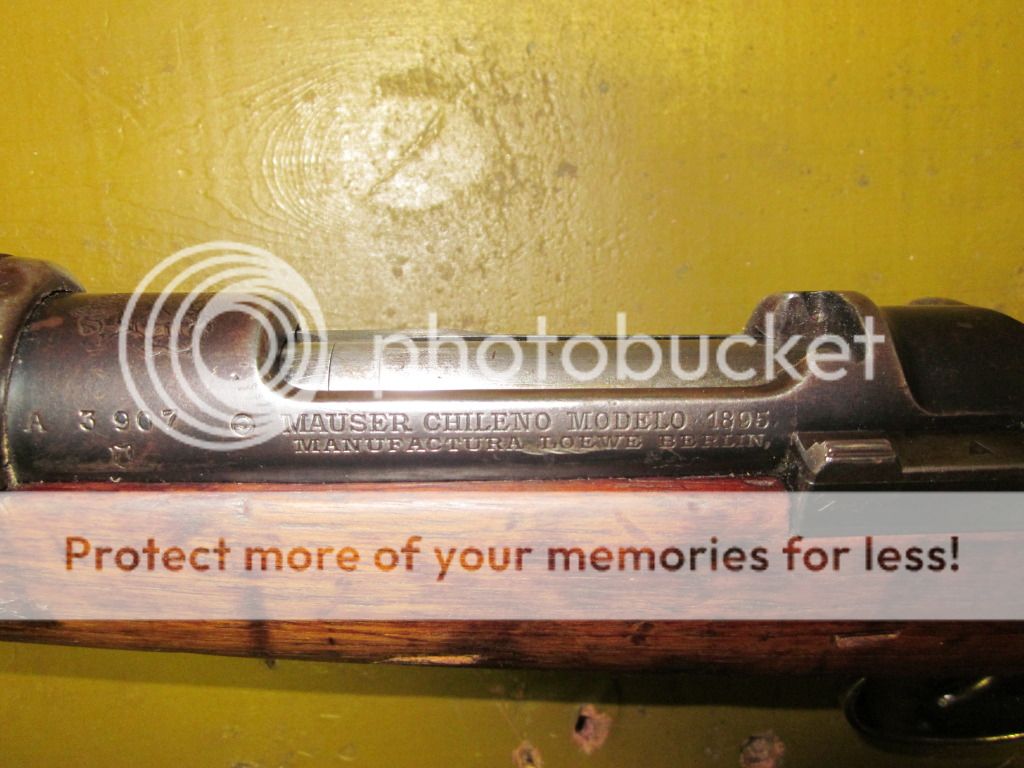 photobucket
A 3907 MAUSER CHILENO MODELO 1895
MANUFACTURA LOEWE BERLIN.
Protect more of your memories for less!